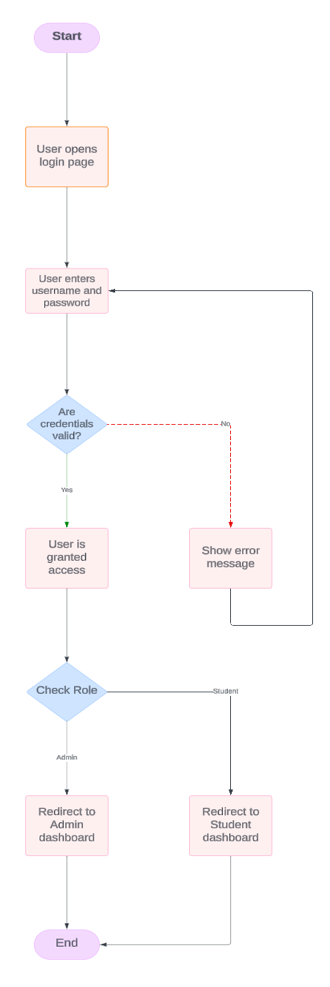 Start
User opens
login page
User enters
username and
password
Are
credentials
valid?
No
Yes
User is
granted
access
Show error
message
Check Role
Student
Admin
Redirect to
Admin
dashboard
Redirect to
Student
dashboard
End